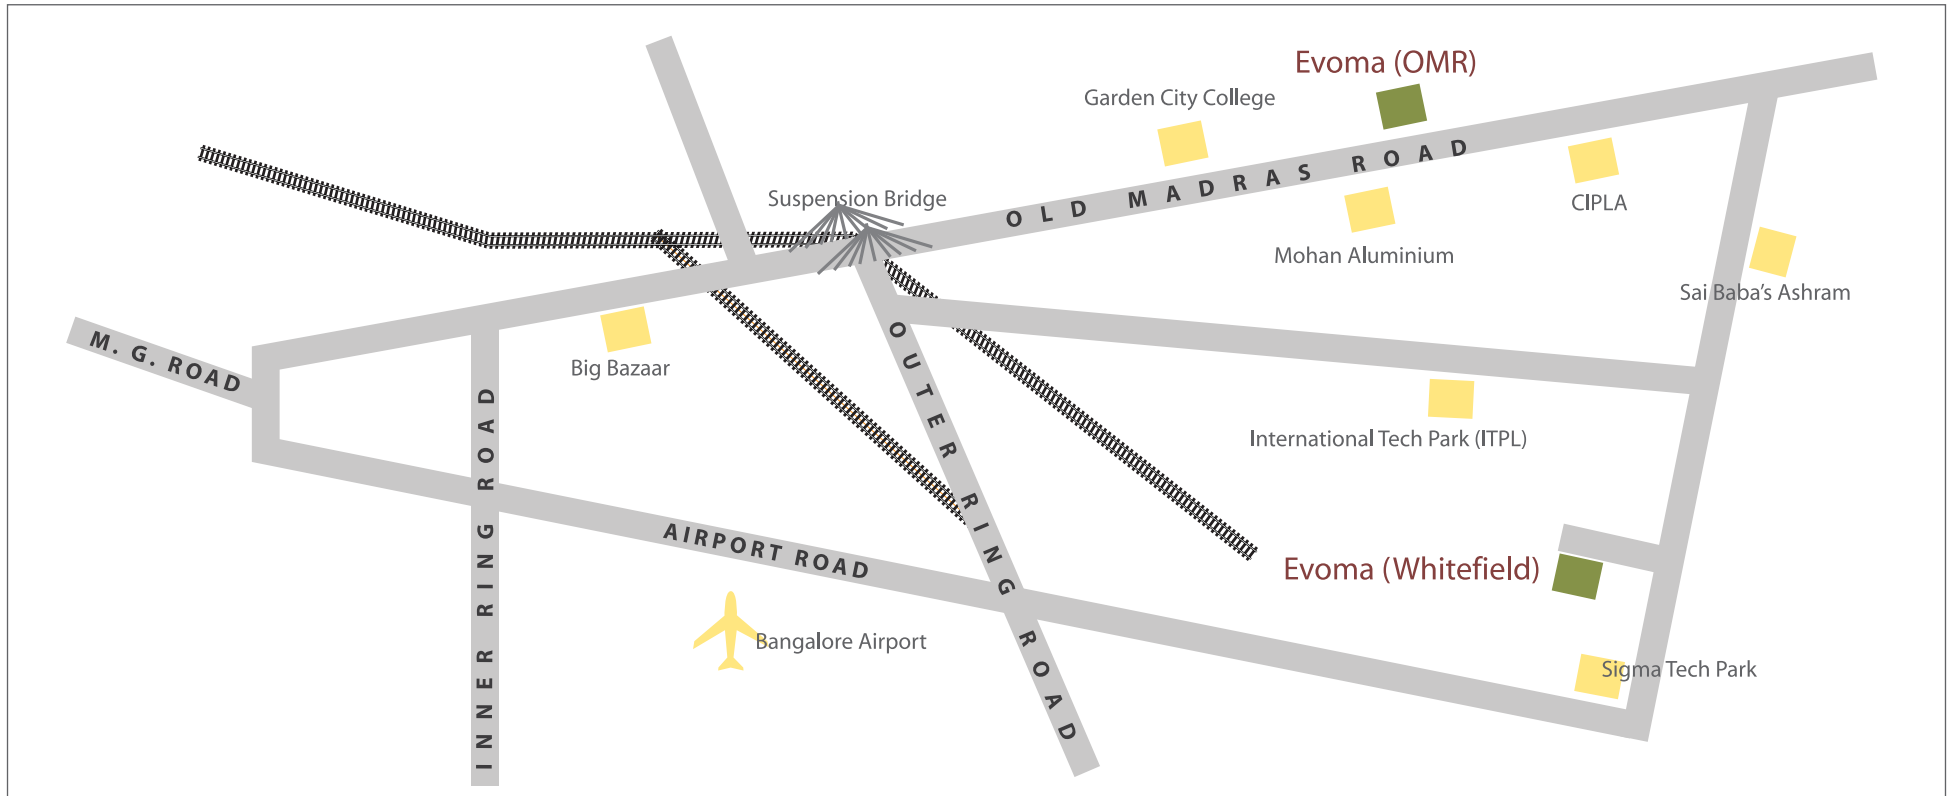 Evoma (OMR)
Garden City College
Suspension Bridge
OLD MADRAS ROAD
CIPLA
Mohan Aluminium
Sai Baba's Ashram
M. G. ROAD
Big Bazaar
OUTER RING ROAD
INNER RING ROAD
International Tech Park (ITPL)
AIRPORT ROAD
Evoma (Whitefield)
Bangalore Airport
Sigma Tech Park